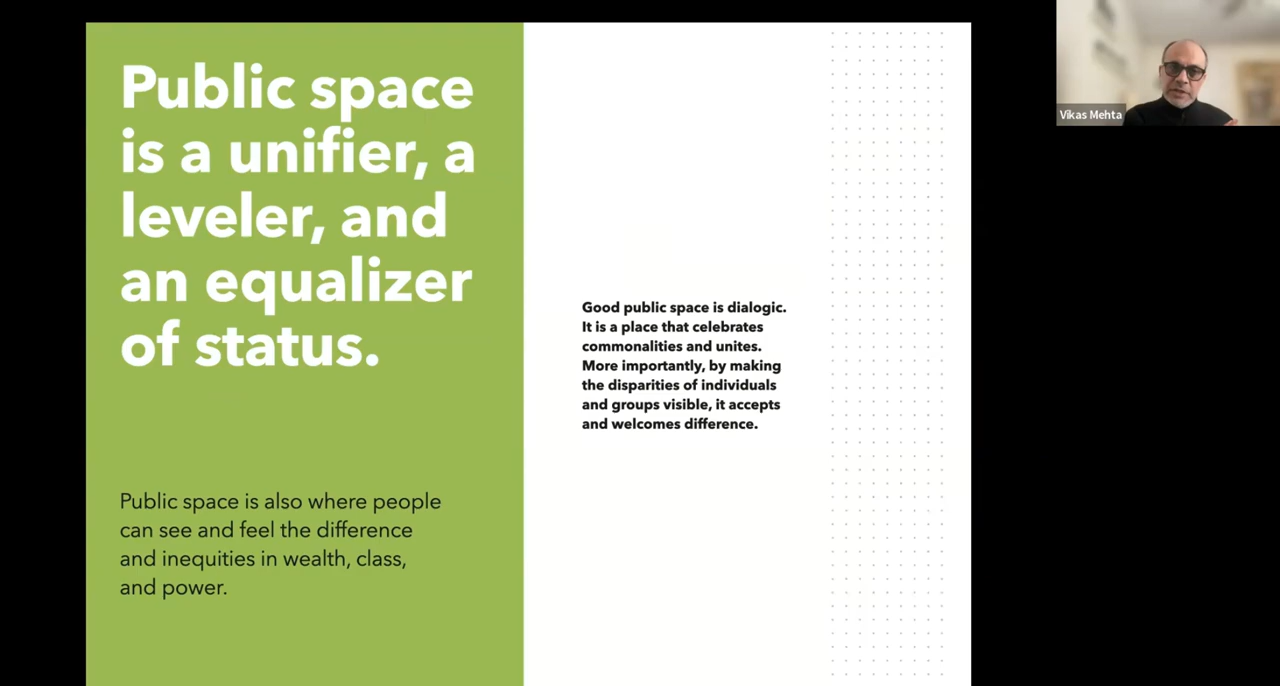 Public space
is a unifier, a
leveler, and
an equalizer
of status.
Public space is also where people
can see and feel the difference
and inequities in wealth, class,
and power.
Good public space is dialogic.
It is a place that celebrates
commonalities and unites.
More importantly, by making
the disparities of individuals
and groups visible, it accepts
and welcomes difference.
Vikas Mehta